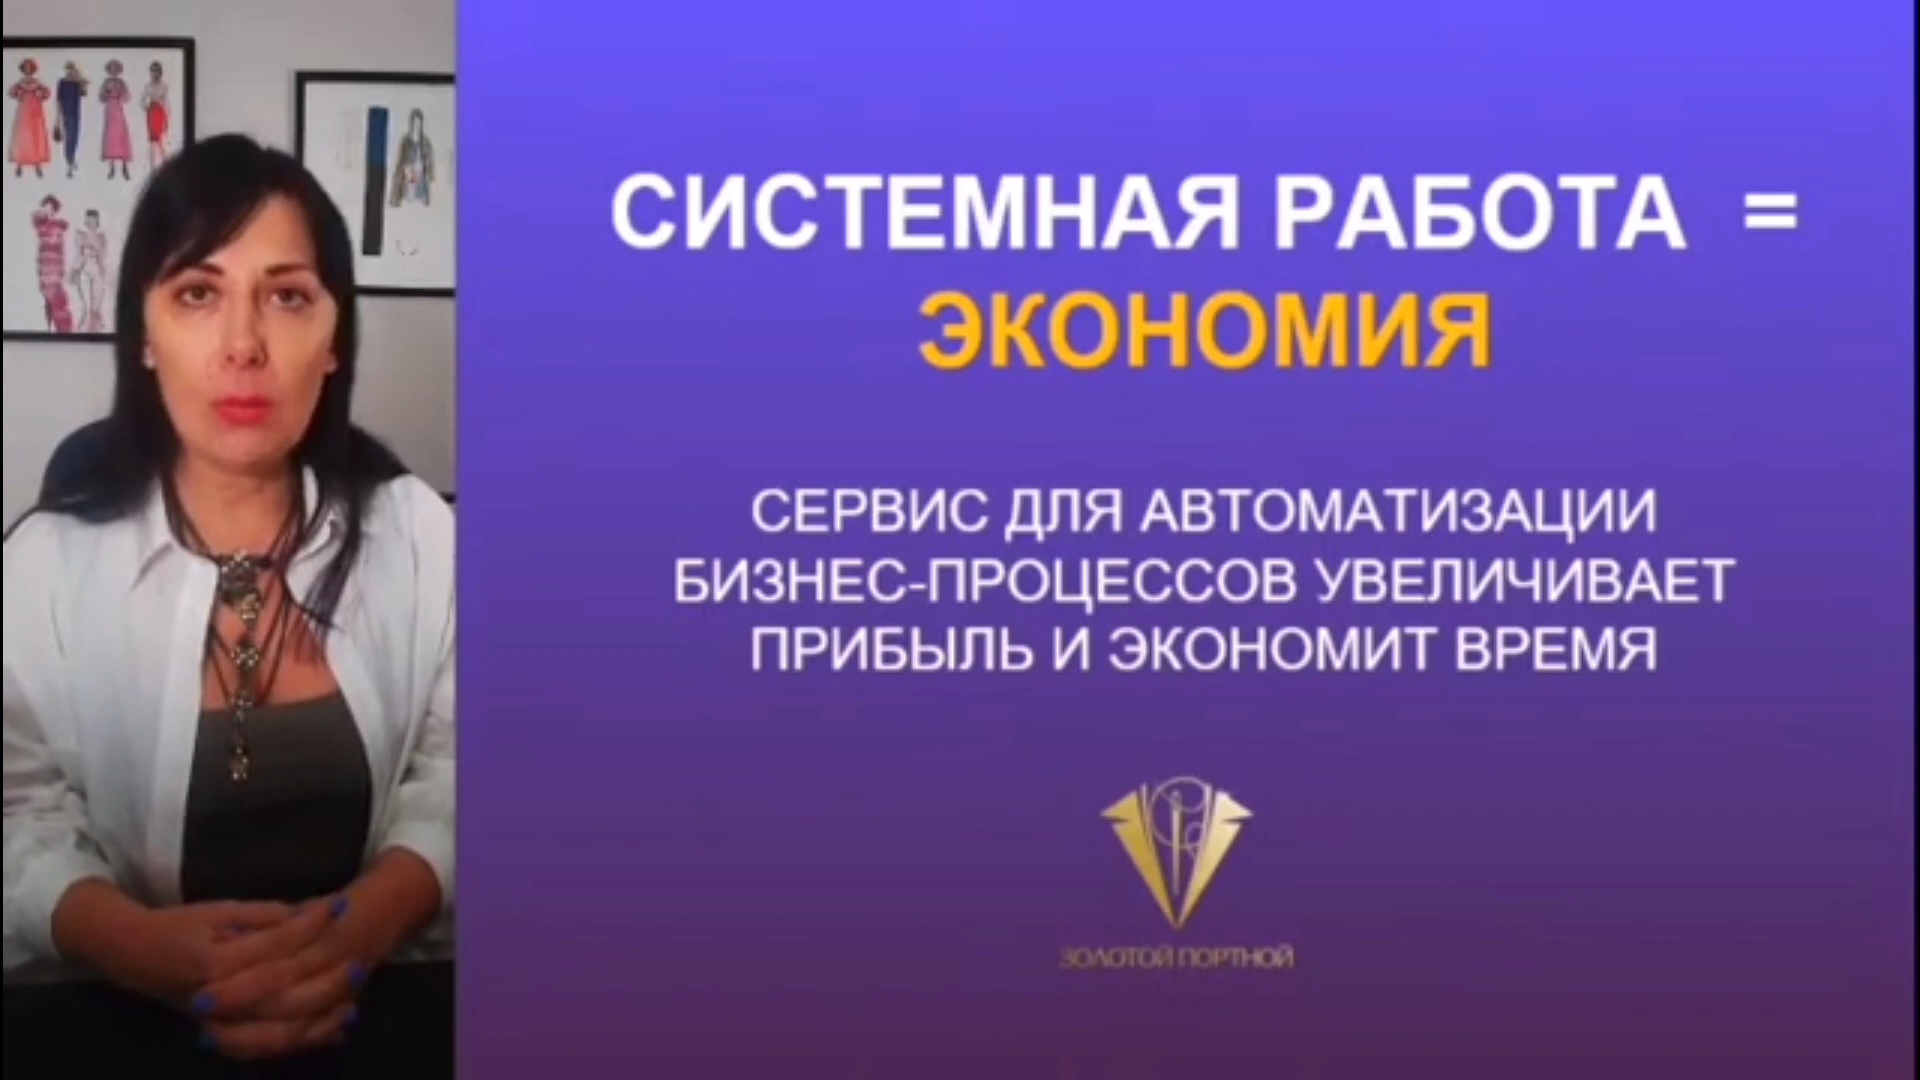 СИСТЕМНАЯ РАБОТА =
ЭКОНОМИЯ
СЕРВИС ДЛЯ АВТОМАТИЗАЦИИ
БИЗНЕС-ПРОЦЕССОВ УВЕЛИЧИВАЕТ
ПРИБЫЛЬ И ЭКОНОМИТ ВРЕМЯ
ЗОЛОТОЙ ПОРТНОЙ